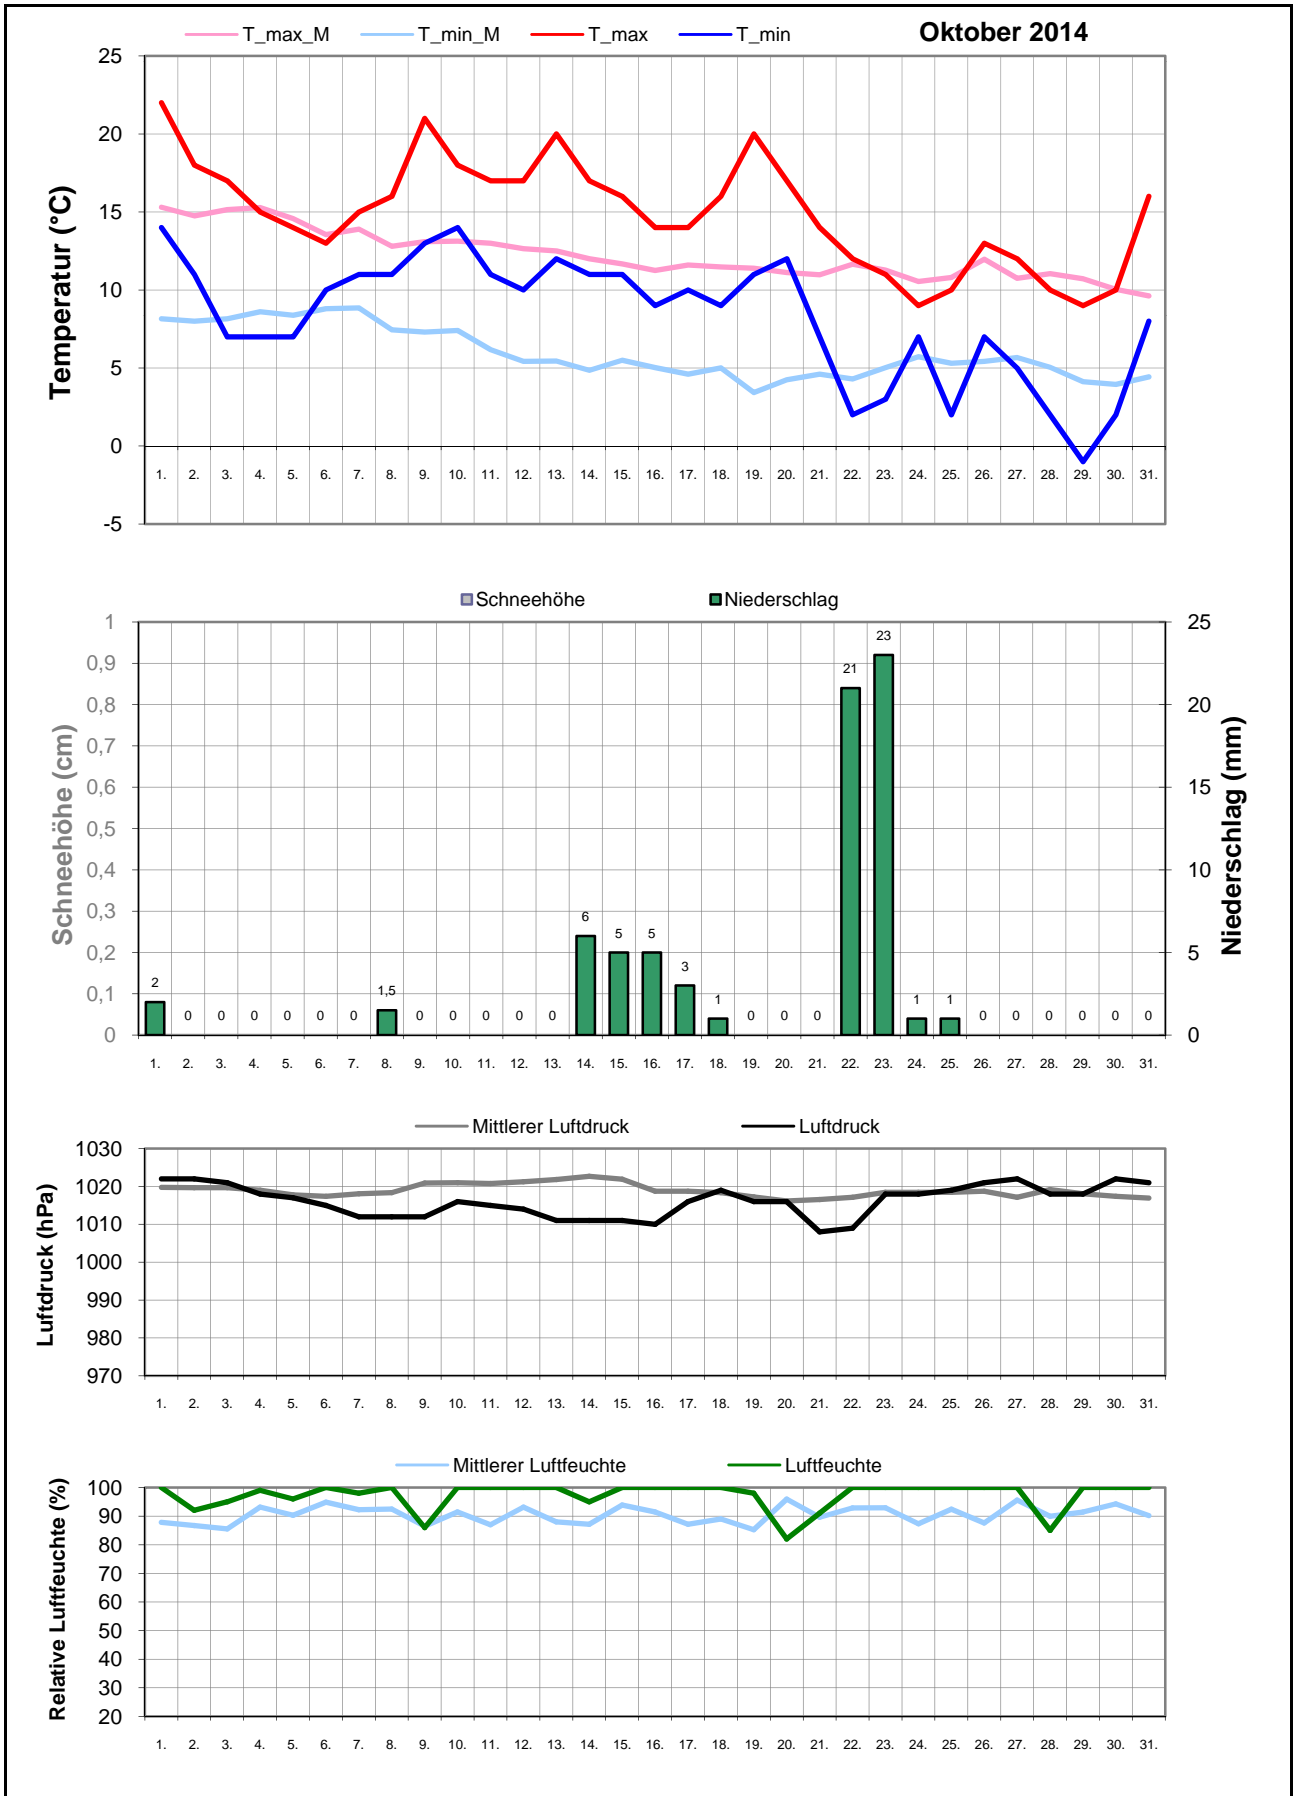 T_max_M T_min_M T_max T_min Oktober 2014
Temperatur (°C)
25
20
15
10
5
0
-5
1. 2. 3. 4. 5. 6. 7. 8. 9. 10. 11. 12. 13. 14. 15. 16. 17. 18. 19. 20. 21. 22. 23. 24. 25. 26. 27. 28. 29. 30. 31.
Schneehöhe Niederschlag
Schneehöhe (cm)
1
0,9
0,8
0,7
0,6
0,5
0,4
0,3
0,2
0,1
0
2 0 0 0 0 0 0 1,5 0 0 0 0 0 6 5 5 3 1 0 0 0 21 23 1 1 0 0 0 0 0 0
Niederschlag (mm)
25
20
15
10
5
0
1. 2. 3. 4. 5. 6. 7. 8. 9. 10. 11. 12. 13. 14. 15. 16. 17. 18. 19. 20. 21. 22. 23. 24. 25. 26. 27. 28. 29. 30. 31.
Mittlerer Luftdruck Luftdruck
Luftdruck (hPa)
1030
1020
1010
1000
990
980
970
1. 2. 3. 4. 5. 6. 7. 8. 9. 10. 11. 12. 13. 14. 15. 16. 17. 18. 19. 20. 21. 22. 23. 24. 25. 26. 27. 28. 29. 30. 31.
Mittlerer Luftfeuchte Luftfeuchte
Relative Luftfeuchte (%)
100
90
80
70
60
50
40
30
20
1. 2. 3. 4. 5. 6. 7. 8. 9. 10. 11. 12. 13. 14. 15. 16. 17. 18. 19. 20. 21. 22. 23. 24. 25. 26. 27. 28. 29. 30. 31.